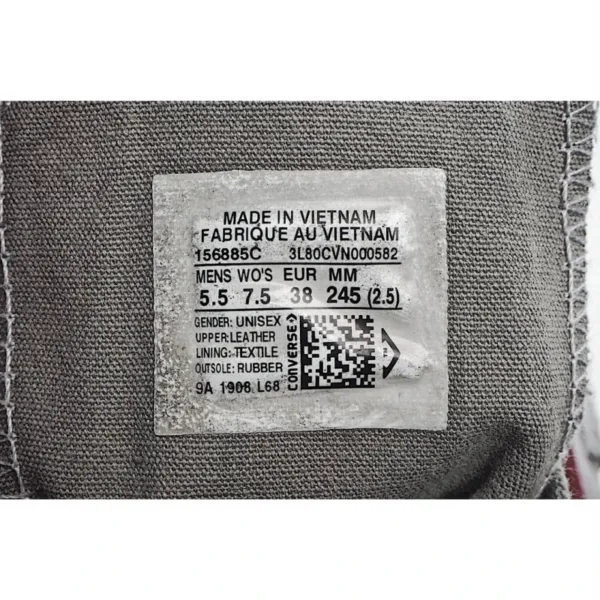 MADE IN VIETNAM
FABRIQUE AU VIETNAM
156885C 3L80CVN000582
MENS WO'S EUR MM
5.5 7.5 38 245 (2.5)
GENDER: UNISEX
UPPER: LEATHER
LINING: TEXTILE
OUTSOLE: RUBBER
9A 1908 L68
CONVERSE